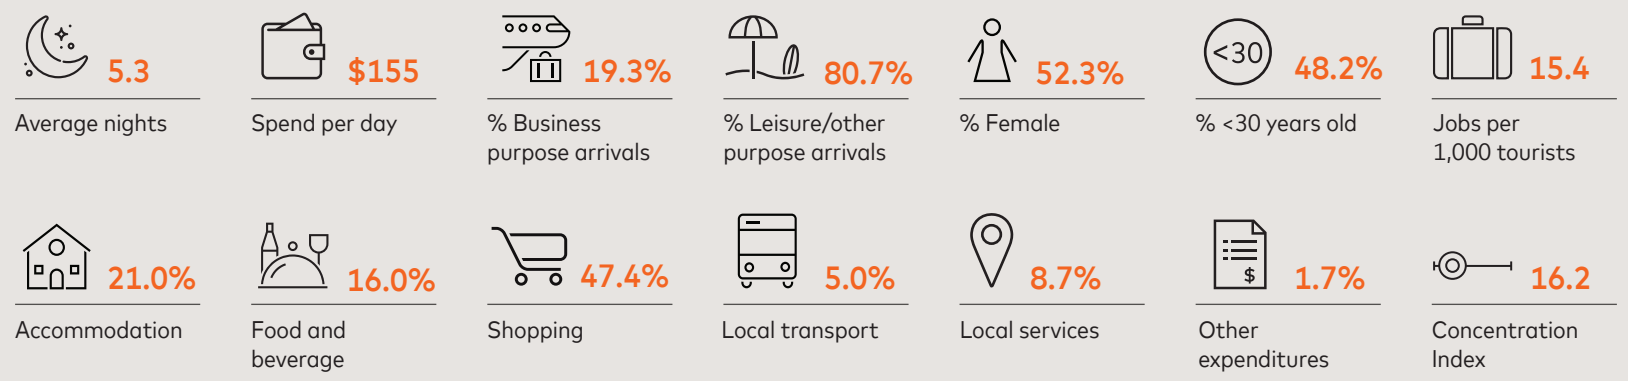 5.3
Average nights
$155
Spend per day
19.3%
% Business
purpose arrivals
80.7%
% Leisure/other
purpose arrivals
52.3%
% Female
<30
48.2%
% <30 years old
15.4
Jobs per
1,000 tourists
21.0%
Accommodation
16.0%
Food and
beverage
47.4%
Shopping
5.0%
Local transport
8.7%
Local services
$
1.7%
Other
expenditures
16.2
Concentration
Index